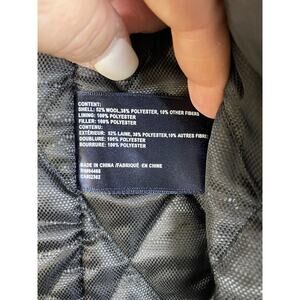 CONTENT:
SHELL: 52% WOOL, 38% POLYESTER, 10% OTHER FIBERS
LINING: 100% POLYESTER
FILLER: 100% POLYESTER
CONTENU:
EXTÉRIEUR: 52% LAINE, 38% POLYESTER, 10% AUTRES FIBRE
DOUBLURE: 100% POLYESTER
BOURRURE: 100% POLYESTER
MADE IN CHINA /FABRIQUÉ EN CHINE